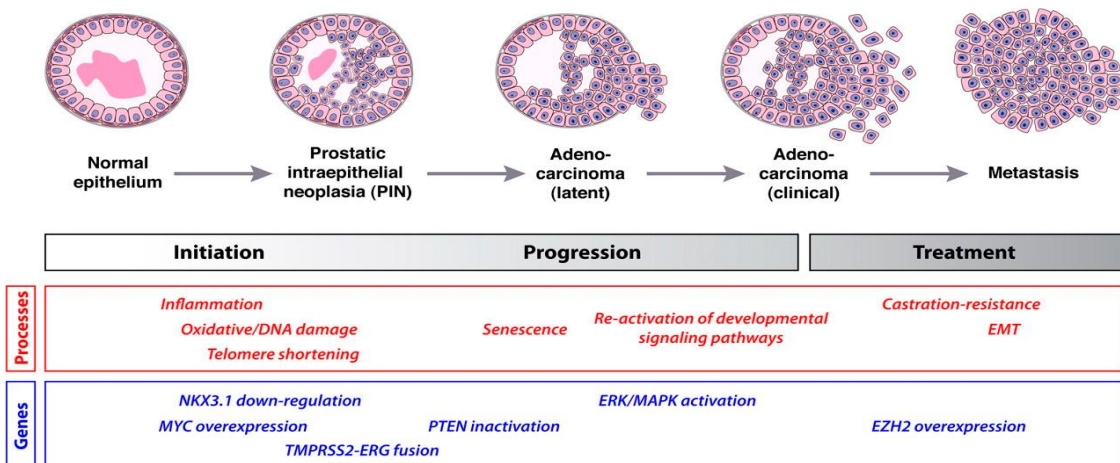 Normal
epithelium
Prostatic
intraepithelial
neoplasia (PIN)
Adeno-
carcinoma
(latent)
Adeno-
carcinoma
(clinical)
Metastasis
Initiation
Progression
Treatment
Processes
Inflammation
Oxidative/DNA damage
Telomere shortening
Senescence
Re-activation of developmental
signaling pathways
Castration-resistance
EMT
Genes
NKX3.1 down-regulation
MYC overexpression
TMPRSS2-ERG fusion
PTEN inactivation
ERK/MAPK activation
EZH2 overexpression